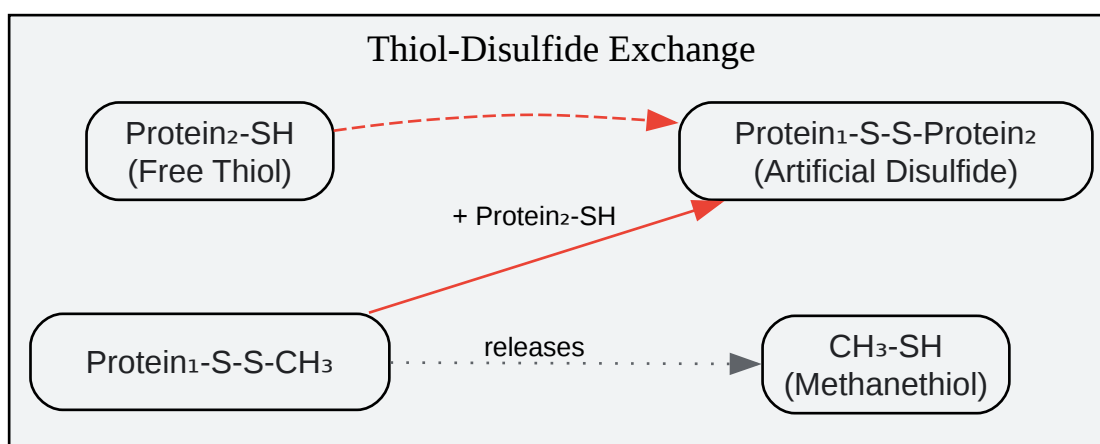 Thiol-Disulfide Exchange
Protein₂-SH
(Free Thiol)
Protein₁-S-S-Protein₂
(Artificial Disulfide)
+ Protein₂-SH
Protein₁-S-S-CH₃
releases
CH₃-SH
(Methanethiol)